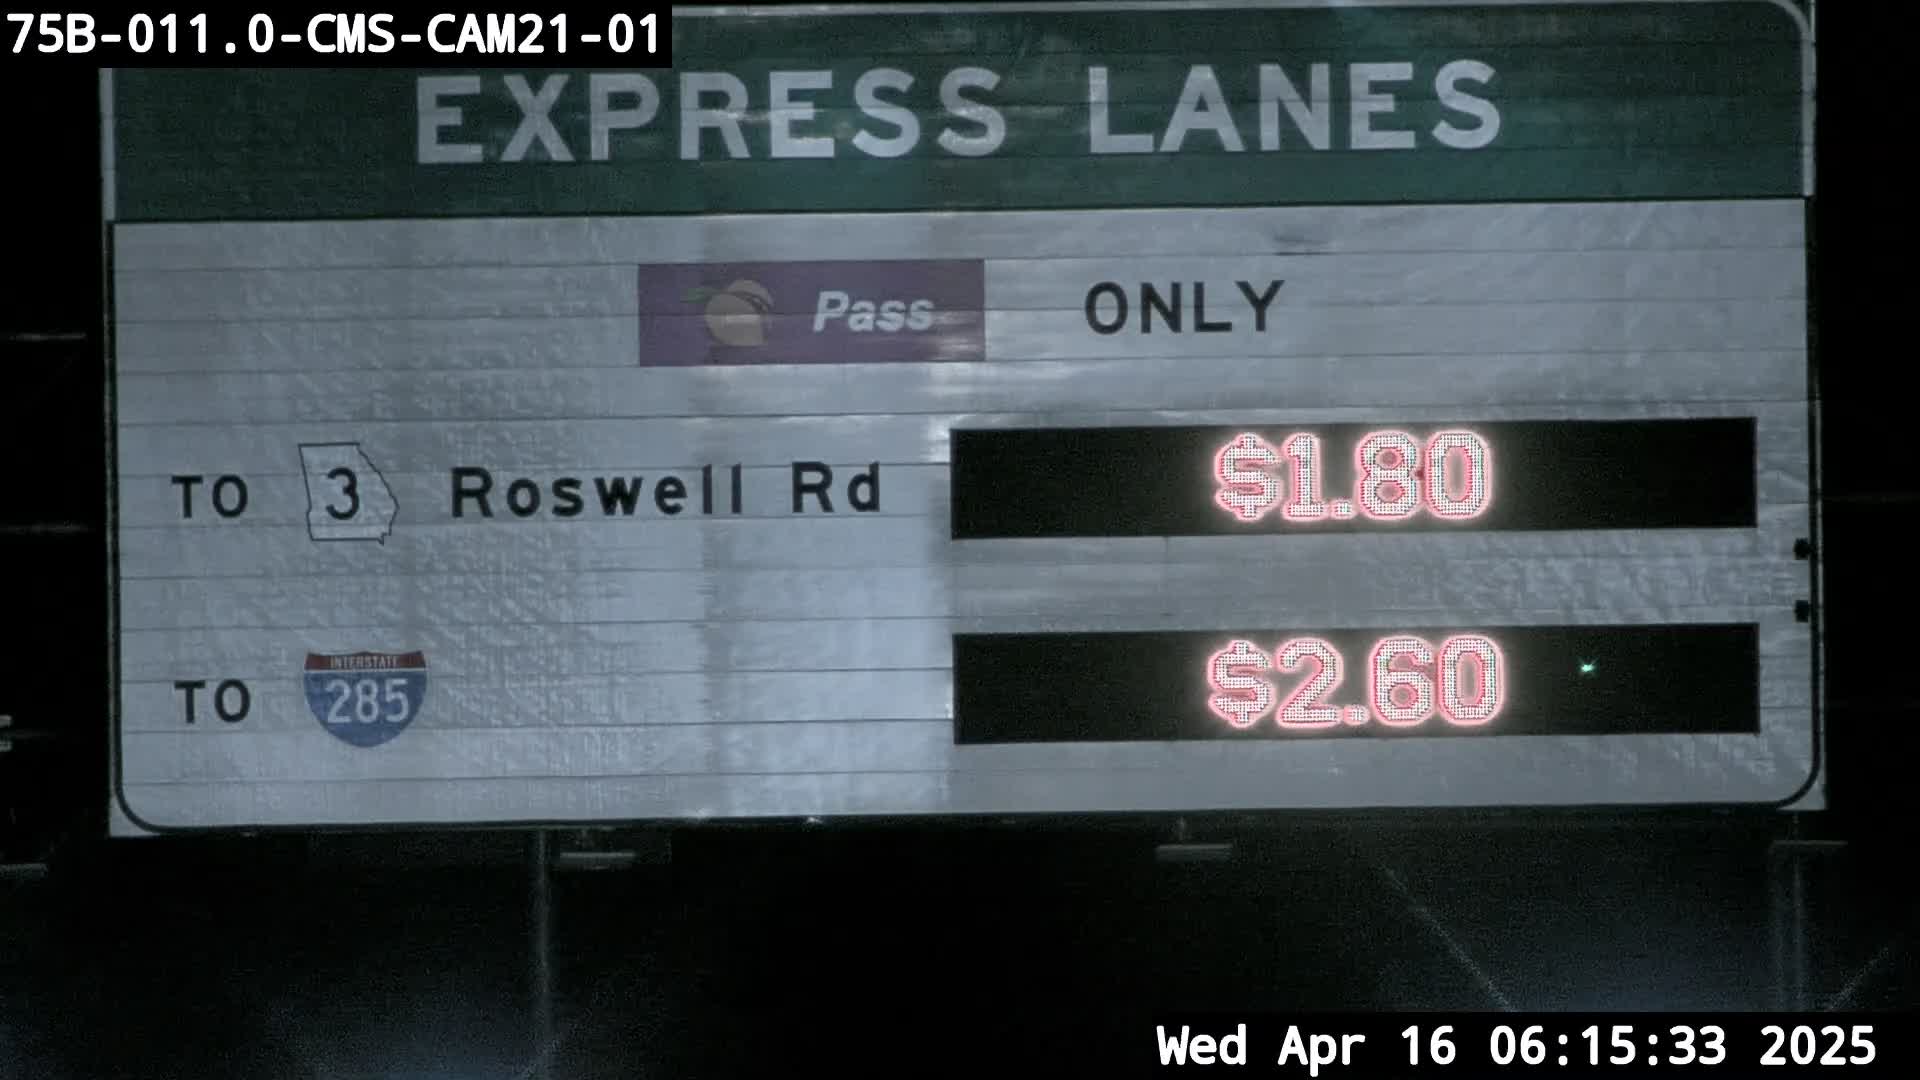 75B-011.0-CMS-CAM21-01
EXPRESS LANES
Pass ONLY
TO 3 Roswell Rd $1.80
INTERSTATE
TO 285 $2.60
Wed Apr 16 06:15:33 2025